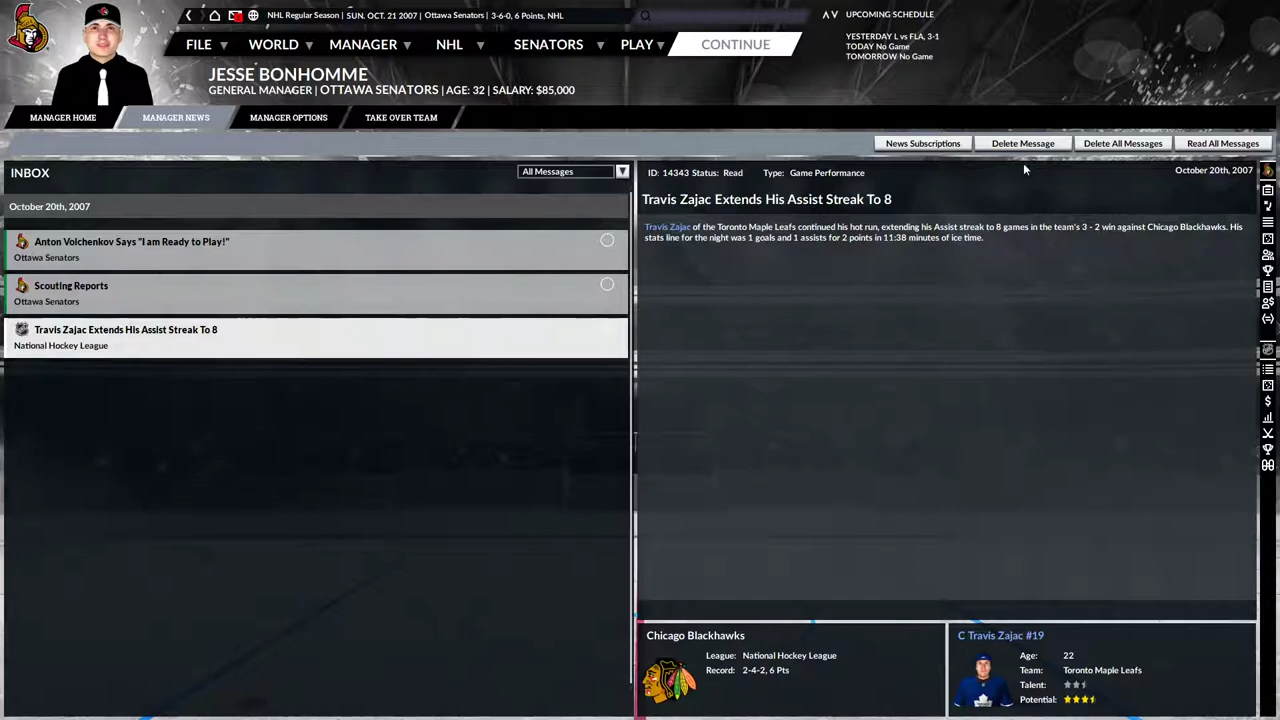 NHL Regular Season | SUN. OCT. 21 2007 | Ottawa Senators | 3-6-0, 6 Points, NHL
UPCOMING SCHEDULE
YESTERDAY L vs FLA, 3-1
TODAY No Game
TOMORROW No Game
FILE
WORLD
MANAGER
NHL
SENATORS
PLAY
CONTINUE
JESSE BONHOMME
GENERAL MANAGER | OTTAWA SENATORS | AGE: 32 | SALARY: $85,000
MANAGER HOME
MANAGER NEWS
MANAGER OPTIONS
TAKE OVER TEAM
News Subscriptions
Delete Message
Delete All Messages
Read All Messages
INBOX
All Messages
October 20th, 2007
Anton Volchenkov Says "I am Ready to Play!"
Ottawa Senators
Scouting Reports
Ottawa Senators
Travis Zajac Extends His Assist Streak To 8
National Hockey League
ID: 14343 Status: Read Type: Game Performance
October 20th, 2007
Travis Zajac Extends His Assist Streak To 8
Travis Zajac of the Toronto Maple Leafs continued his hot run, extending his Assist streak to 8 games in the team's 3 - 2 win against Chicago Blackhawks. His
stats line for the night was 1 goals and 1 assists for 2 points in 11:38 minutes of ice time.
Chicago Blackhawks
League: National Hockey League
Record: 2-4-2, 6 Pts
C Travis Zajac #19
Age: 22
Team: Toronto Maple Leafs
Talent:
Potential: